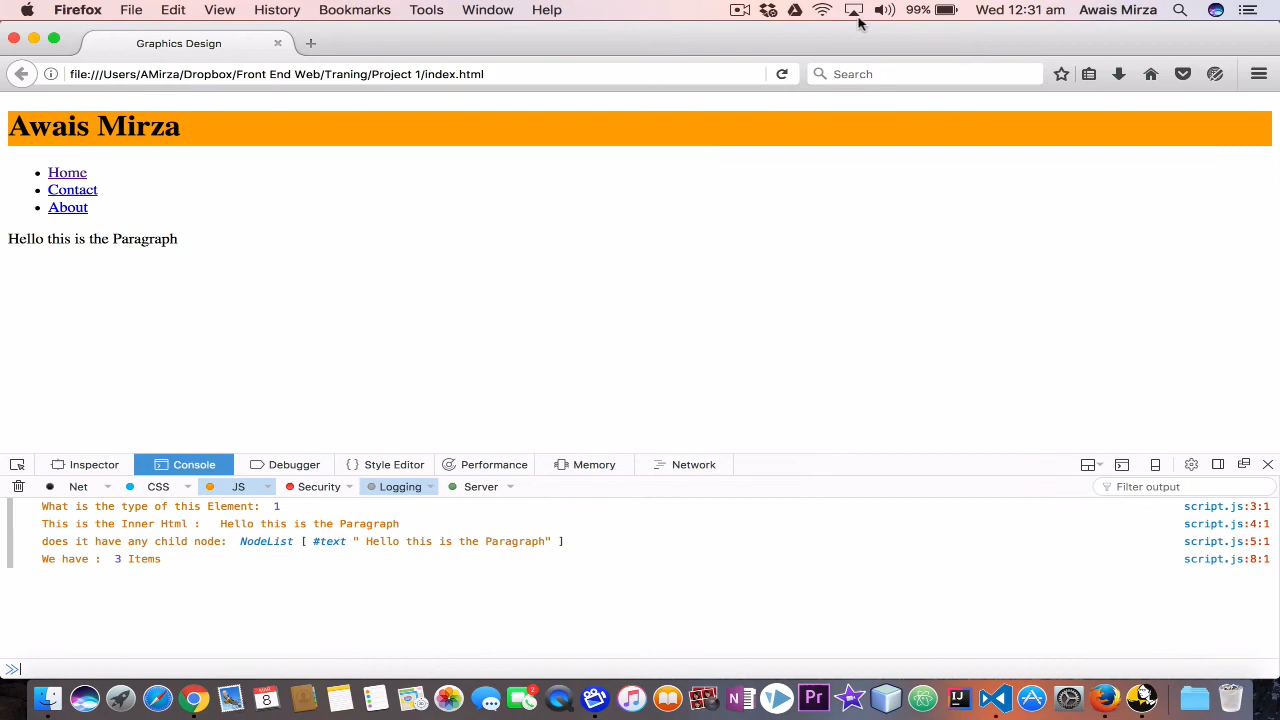 Firefox File Edit View History Bookmarks Tools Window Help 99% Wed 12:31 am Awais Mirza
Graphics Design
file:///Users/AMirza/Dropbox/Front End Web/Traning/Project 1/index.html Search
Awais Mirza
Home
Contact
About
Hello this is the Paragraph
Inspector Console Debugger Style Editor Performance Memory Network
Net CSS JS Security Logging Server Filter output
What is the type of this Element: 1 script.js:3:1
This is the Inner Html : Hello this is the Paragraph script.js:4:1
does it have any child node: NodeList [ #text " Hello this is the Paragraph" ] script.js:5:1
We have : 3 Items script.js:8:1